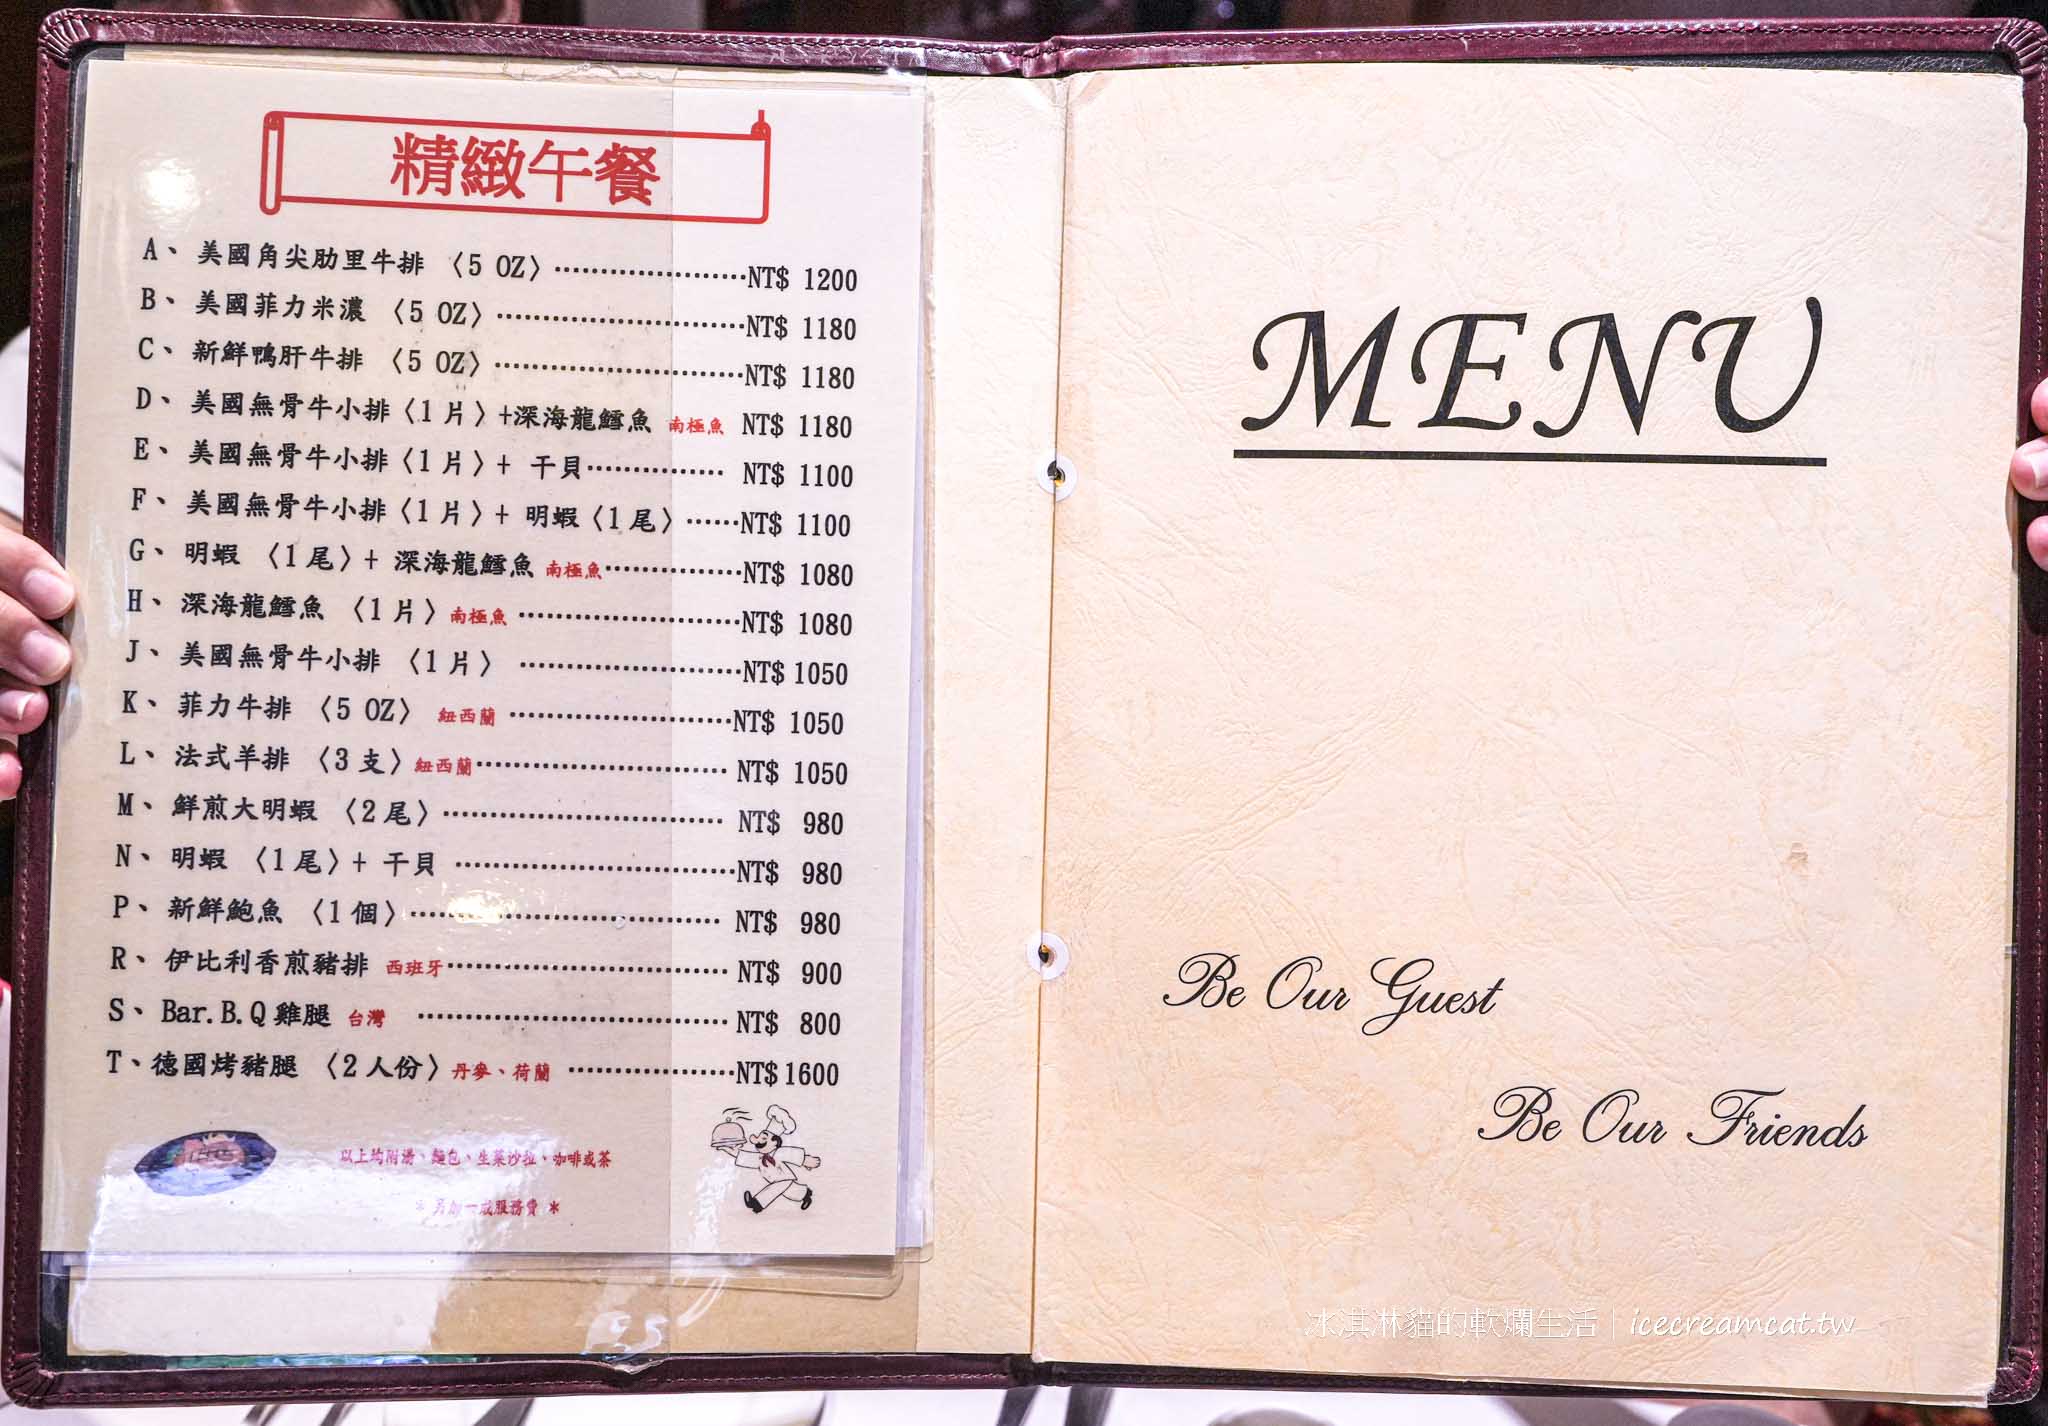 精緻午餐
A、 美國角尖肋里牛排 〈5 OZ〉…………………NT$ 1200
B、 美國菲力米濃 〈5 OZ〉………………………NT$ 1180
C、 新鮮鴨肝牛排 〈5 OZ〉………………………NT$ 1180
D、 美國無骨牛小排〈1片〉+深海龍鱈魚 南極魚 NT$ 1180
E、 美國無骨牛小排〈1片〉+ 干貝…………… NT$ 1100
F、 美國無骨牛小排〈1片〉+ 明蝦〈1尾〉……NT$ 1100
G、 明蝦 〈1尾〉+ 深海龍鱈魚 南極魚……………NT$ 1080
H、 深海龍鱈魚 〈1片〉南極魚 ……………………NT$ 1080
J、 美國無骨牛小排 〈1片〉 ……………………NT$ 1050
K、 菲力牛排 〈5 OZ〉 紐西蘭 ……………………NT$ 1050
L、 法式羊排 〈3支〉紐西蘭……………………… NT$ 1050
M、 鮮煎大明蝦 〈2尾〉………………………… NT$ 980
N、 明蝦 〈1尾〉+ 干貝 …………………………NT$ 980
P、 新鮮鮑魚 〈1個〉…………………………… NT$ 980
R、 伊比利香煎豬排 西班牙………………………… NT$ 900
S、 Bar.B.Q雞腿 台灣 …………………………… NT$ 800
T、德國烤豬腿 〈2人份〉丹麥、荷蘭 ………………NT$1600
以上均附湯、麵包、生菜沙拉、咖啡或茶
＊另加一成服務費＊
MENU
Be Our Guest
Be Our Friends
冰淇淋貓的軟爛生活｜icecreamcat.tw